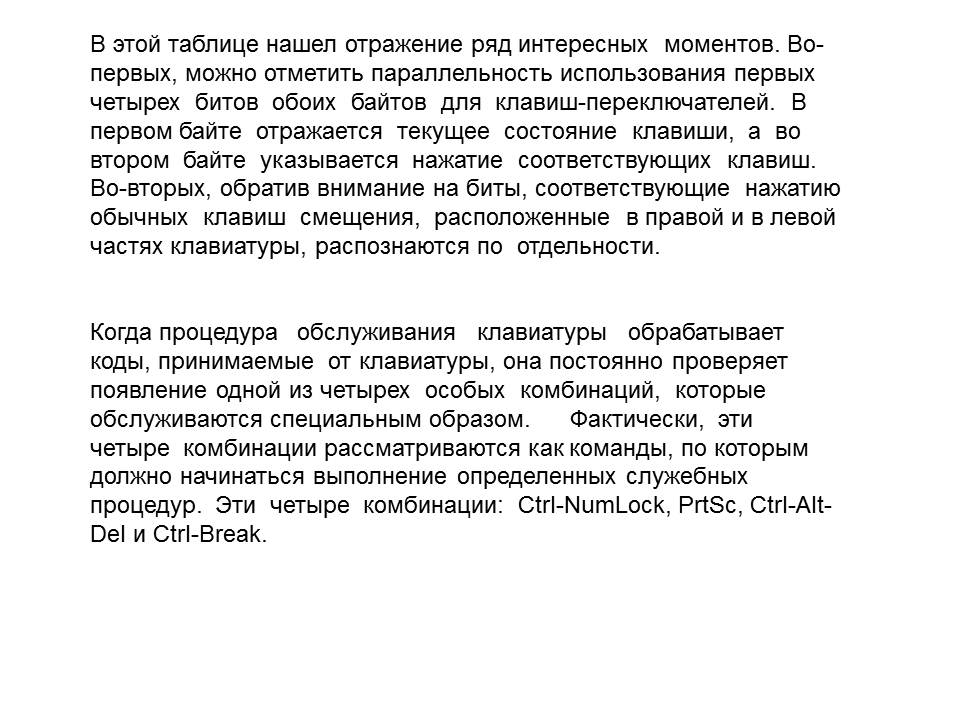 В этой таблице нашел отражение ряд интересных моментов. Во-
первых, можно отметить параллельность использования первых
четырех битов обоих байтов для клавиш-переключателей. В
первом байте отражается текущее состояние клавиши, а во
втором байте указывается нажатие соответствующих клавиш.
Во-вторых, обратив внимание на биты, соответствующие нажатию
обычных клавиш смещения, расположенные в правой и в левой
частях клавиатуры, распознаются по отдельности.

Когда процедура обслуживания клавиатуры обрабатывает
коды, принимаемые от клавиатуры, она постоянно проверяет
появление одной из четырех особых комбинаций, которые
обслуживаются специальным образом. Фактически, эти
четыре комбинации рассматриваются как команды, по которым
должно начинаться выполнение определенных служебных
процедур. Эти четыре комбинации: Ctrl-NumLock, PrtSc, Ctrl-Alt-
Del и Ctrl-Break.